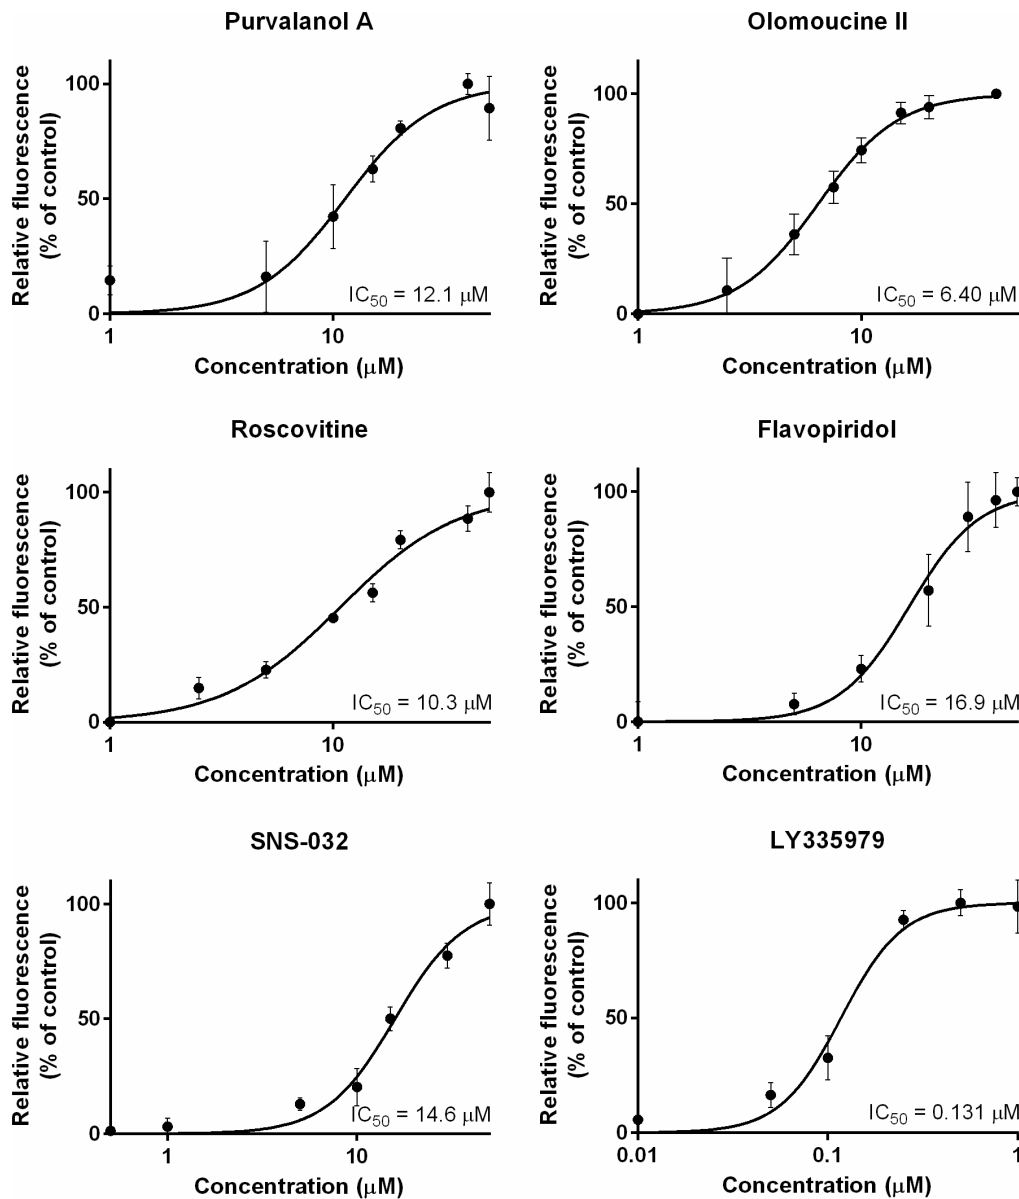 Purvalanol A
Relative fluorescence
(% of control)
100
50
0
IC50 = 12.1 μM
1
10
Concentration (μM)
Olomoucine II
Relative fluorescence
(% of control)
100
50
0
IC50 = 6.40 μM
1
10
Concentration (μM)
Roscovitine
Relative fluorescence
(% of control)
100
50
0
IC50 = 10.3 μM
1
10
Concentration (μM)
Flavopiridol
Relative fluorescence
(% of control)
100
50
0
IC50 = 16.9 μM
1
10
Concentration (μM)
SNS-032
Relative fluorescence
(% of control)
100
50
0
IC50 = 14.6 μM
1
10
Concentration (μM)
LY335979
Relative fluorescence
(% of control)
100
50
0
IC50 = 0.131 μM
0.01
0.1
1
Concentration (μM)